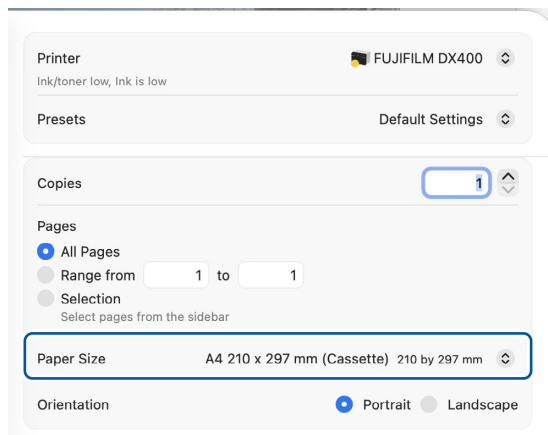 Printer FUJIFILM DX400
Ink/toner low, Ink is low
Presets Default Settings
Copies 1
Pages
All Pages
Range from 1 to 1
Selection
Select pages from the sidebar
Paper Size A4 210 x 297 mm (Cassette) 210 by 297 mm
Orientation Portrait Landscape